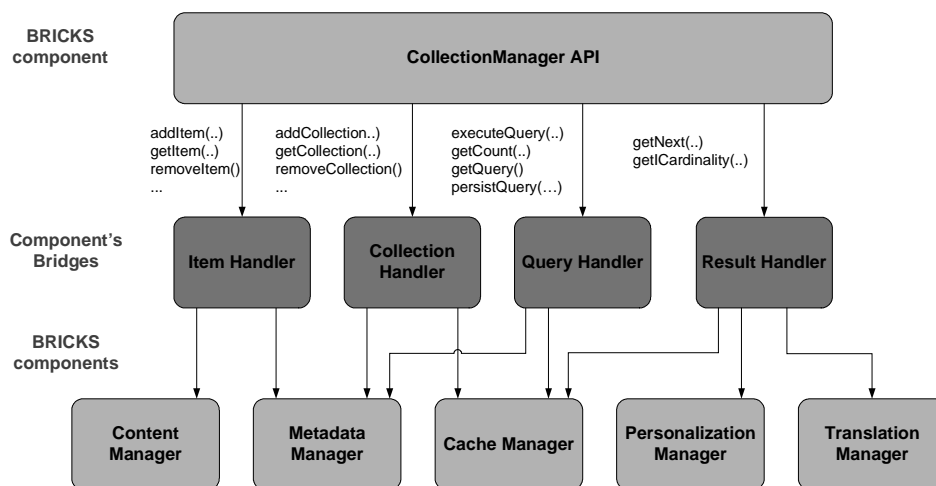 BRICKS
component
CollectionManager API
addItem(..)
getItem(..)
removeItem()
...
addCollection..)
getCollection(..)
removeCollection()
...
executeQuery(..)
getCount(..)
getQuery()
persistQuery(…)
getNext(..)
getICardinality(..)
Component's
Bridges
Item Handler
Collection
Handler
Query Handler
Result Handler
BRICKS
components
Content
Manager
Metadata
Manager
Cache Manager
Personalization
Manager
Translation
Manager